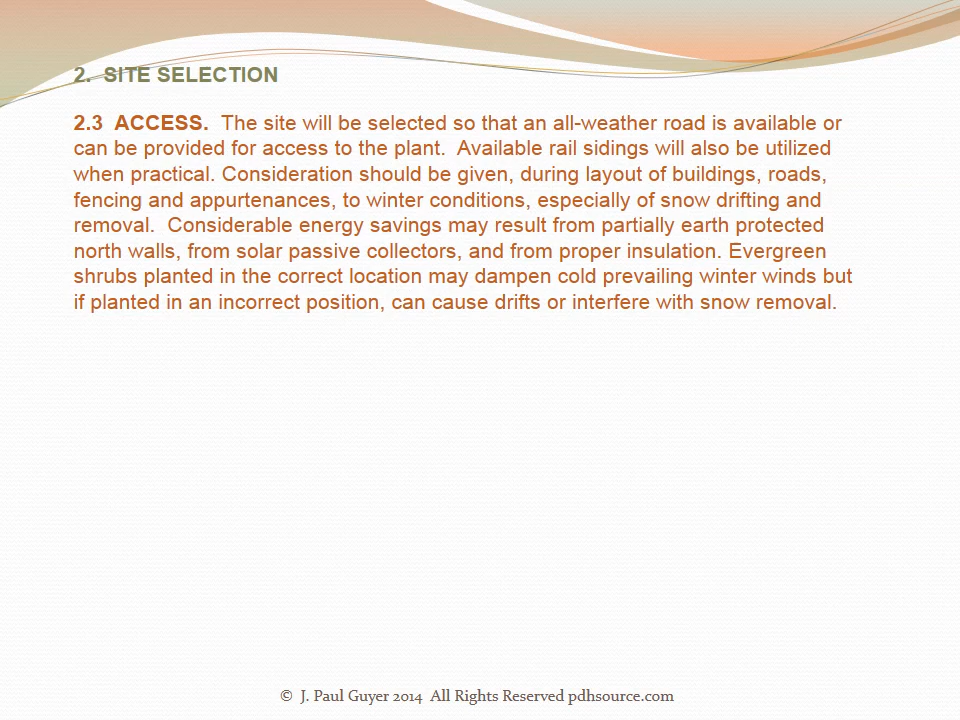 2.  SITE SELECTION
2.3  ACCESS.  The site will be selected so that an all-weather road is available or
can be provided for access to the plant.  Available rail sidings will also be utilized
when practical. Consideration should be given, during layout of buildings, roads,
fencing and appurtenances, to winter conditions, especially of snow drifting and
removal.  Considerable energy savings may result from partially earth protected
north walls, from solar passive collectors, and from proper insulation. Evergreen
shrubs planted in the correct location may dampen cold prevailing winter winds but
if planted in an incorrect position, can cause drifts or interfere with snow removal.
© J. Paul Guyer 2014  All Rights Reserved pdhsource.com